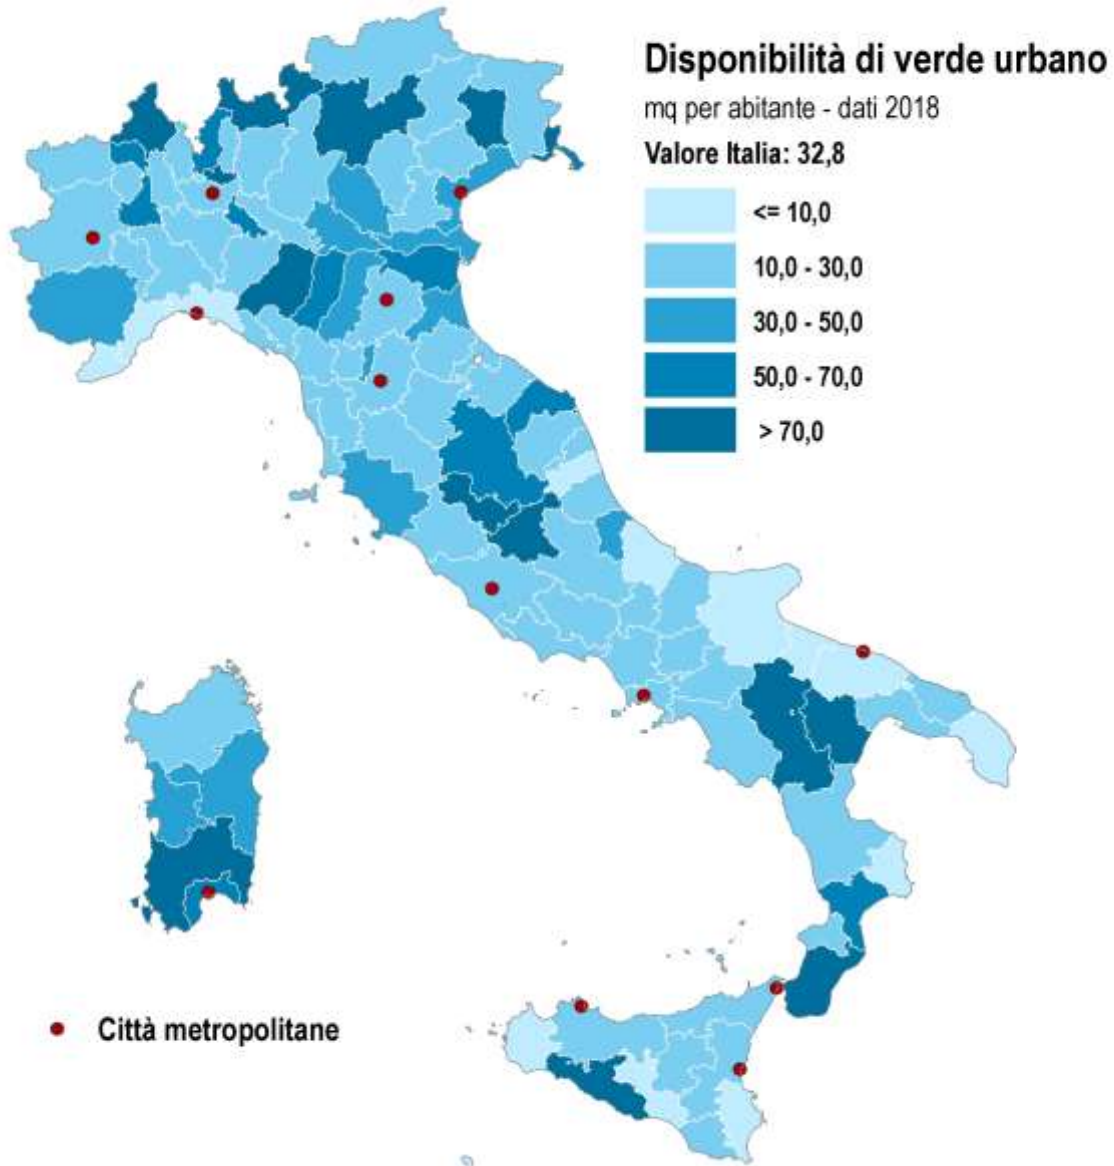 Disponibilità di verde urbano
mq per abitante - dati 2018
Valore Italia: 32,8
<= 10,0
10,0 - 30,0
30,0 - 50,0
50,0 - 70,0
> 70,0
Città metropolitane